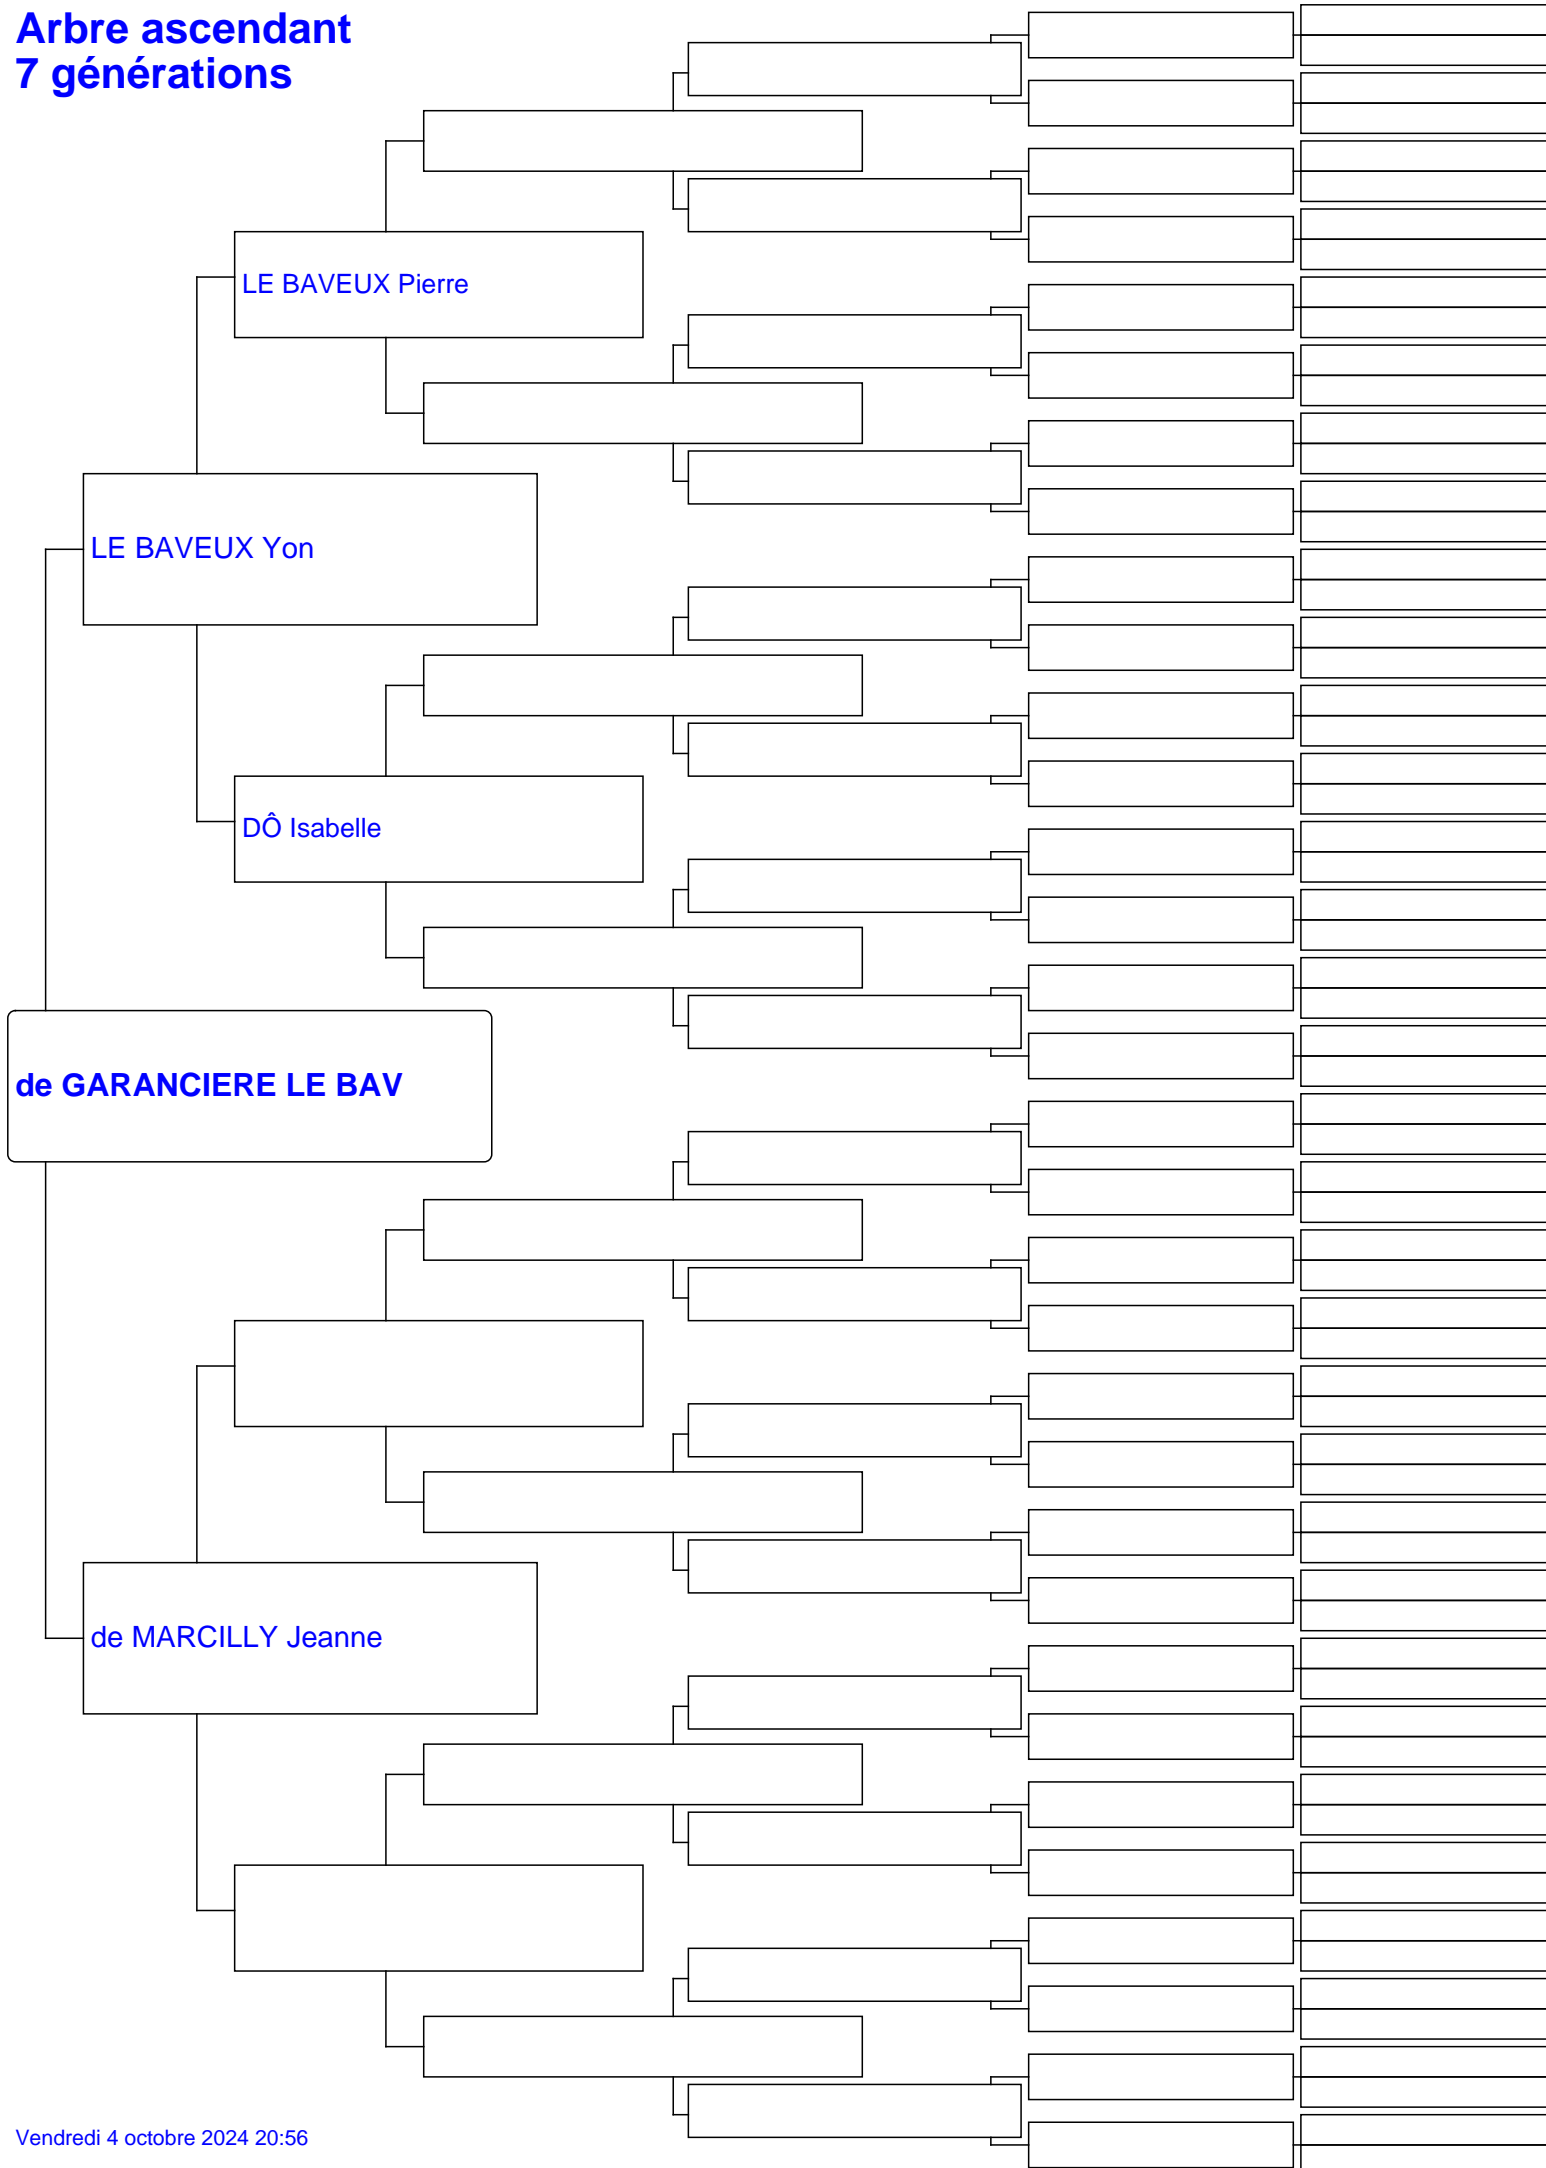 Arbre ascendant
7 générations
LE BAVEUX Pierre
LE BAVEUX Yon
DÔ Isabelle
de GARANCIERE LE BAV
de MARCILLY Jeanne
Vendredi 4 octobre 2024 20:56